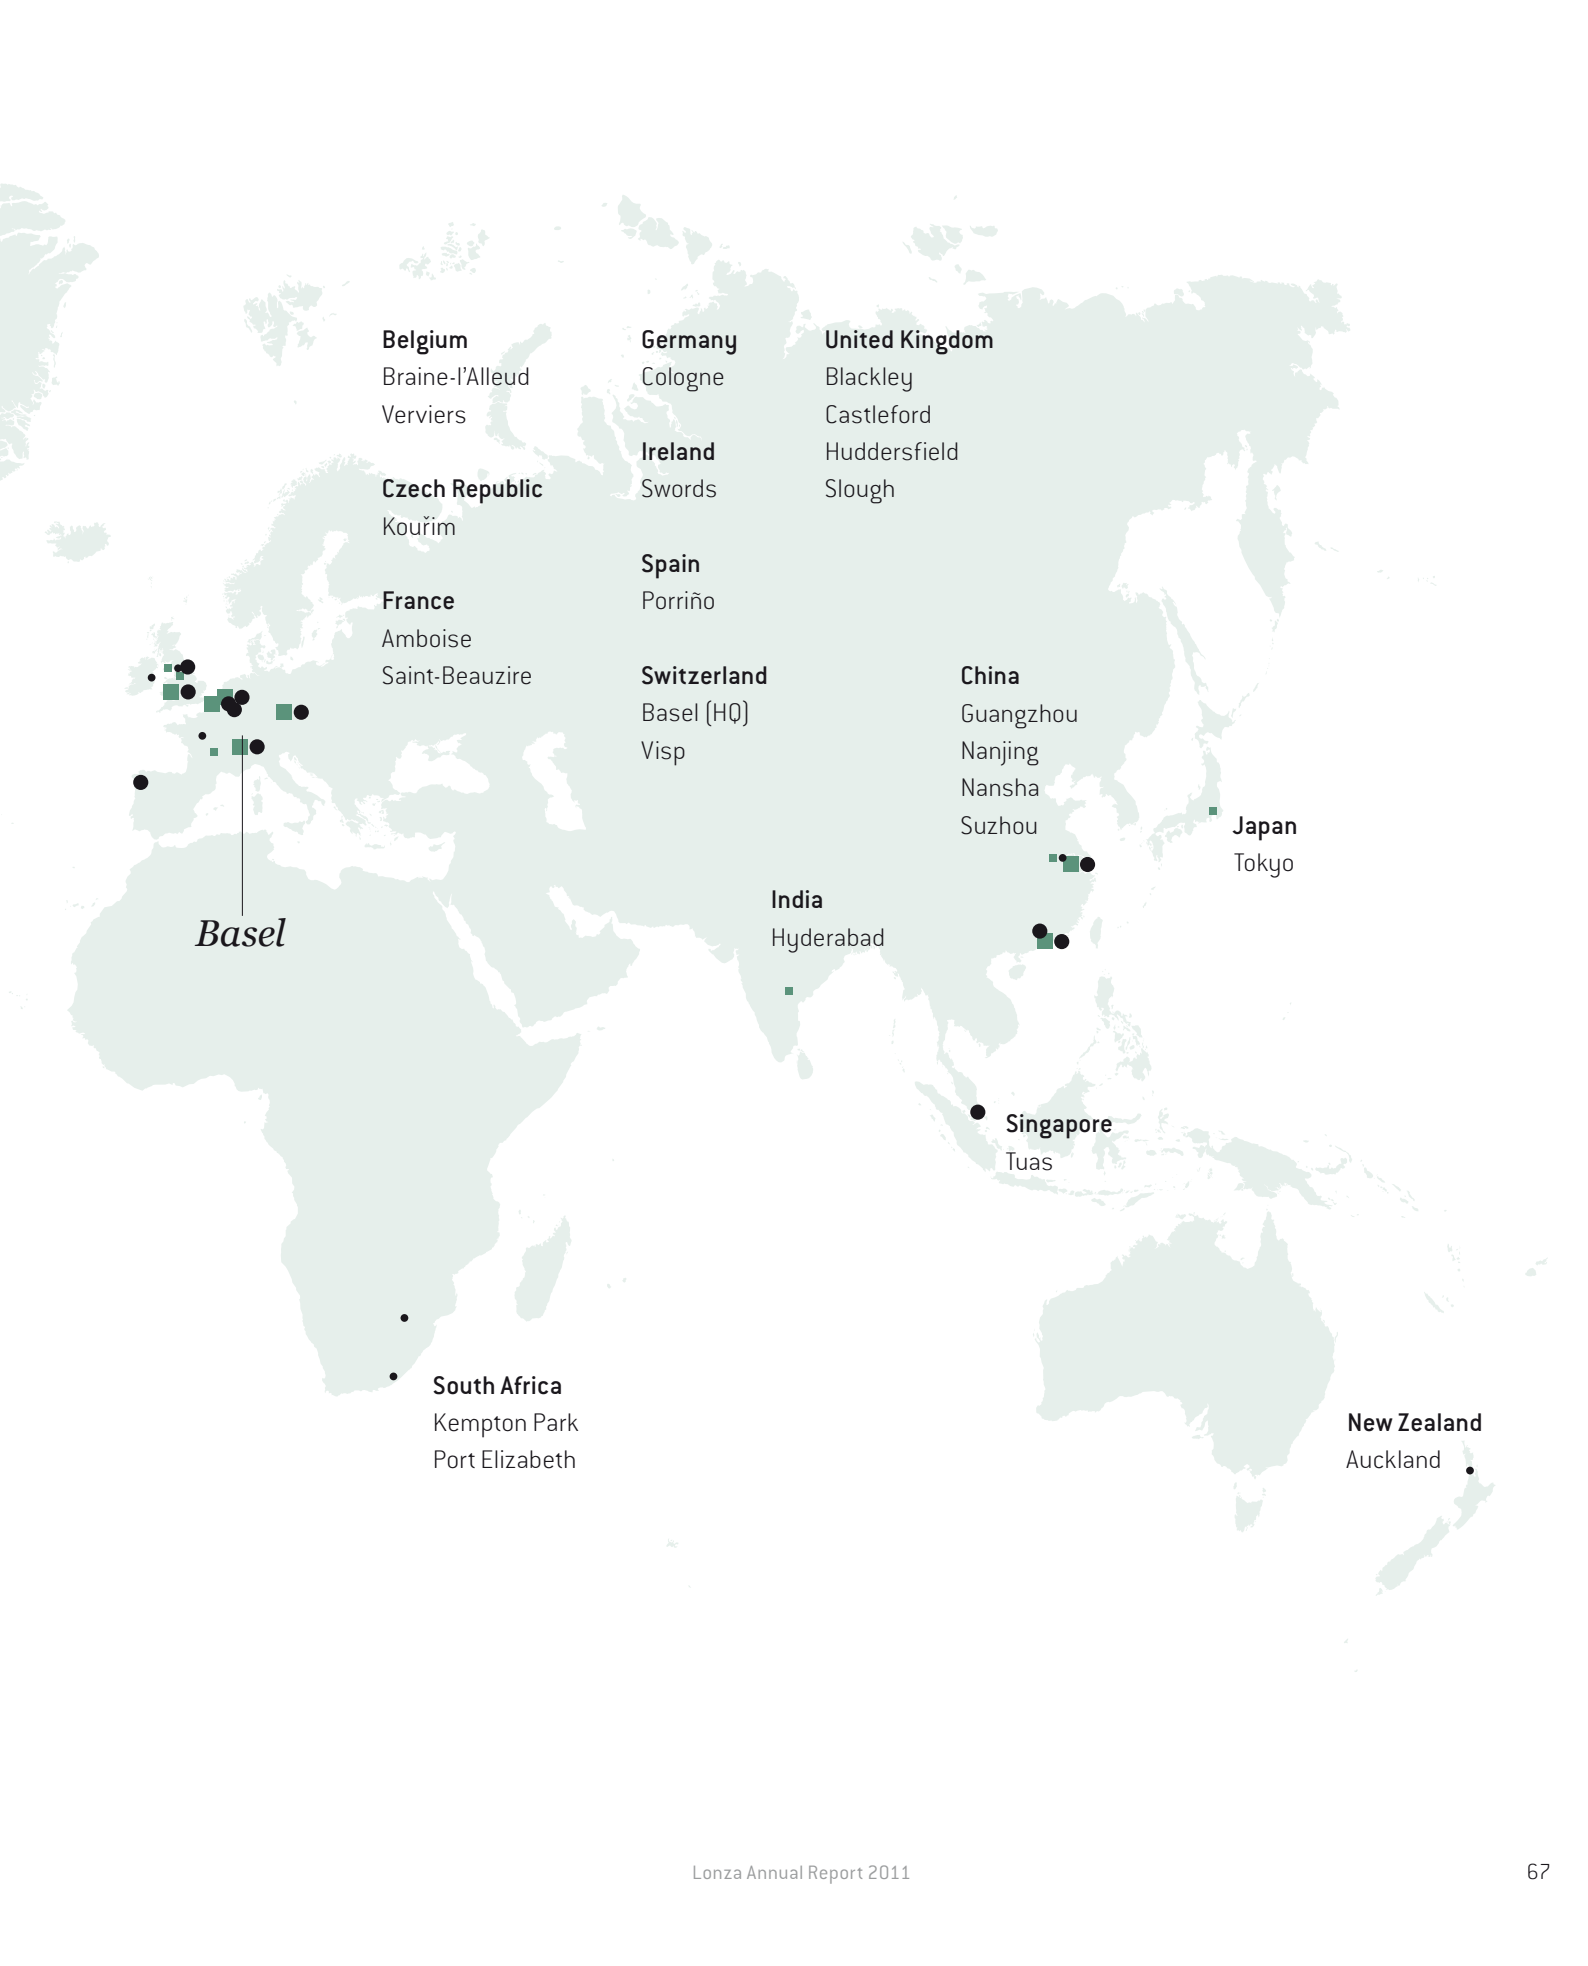 Belgium
Braine-l’Alleud
Verviers
Czech Republic
Kouřim
France
Amboise
Saint-Beauzire
Germany
Cologne
Ireland
Swords
Spain
Porriño
Switzerland
Basel (HQ)
Visp
United Kingdom
Blackley
Castleford
Huddersfield
Slough
China
Guangzhou
Nanjing
Nansha
Suzhou
Japan
Tokyo
India
Hyderabad
Basel
Singapore
Tuas
South Africa
Kempton Park
Port Elizabeth
New Zealand
Auckland
Lonza Annual Report 2011
67